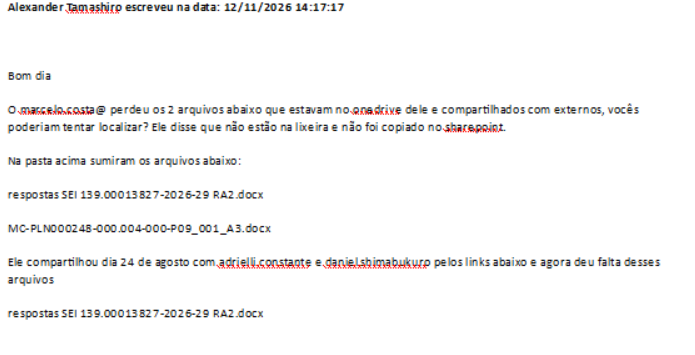 Alexander Tamashiro escreveu na data: 12/11/2026 14:17:17
Bom dia
O marcelo.costa@ perdeu os 2 arquivos abaixo que estavam no onedrive dele e compartilhados com externos, vocês
poderiam tentar localizar? Ele disse que não estão na lixeira e não foi copiado no sharepoint.
Na pasta acima sumiram os arquivos abaixo:
respostas SEI 139.00013827-2026-29 RA2.docx
MC-PLN000248-000.004-000-P09_001_A3.docx
Ele compartilhou dia 24 de agosto com adrielli.constante e daniel.shimabukuro pelos links abaixo e agora deu falta desses
arquivos
respostas SEI 139.00013827-2026-29 RA2.docx